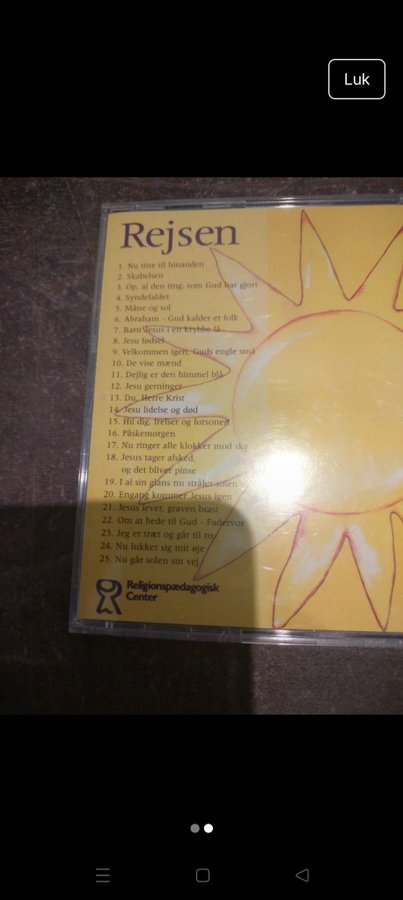 Luk
Rejsen
1. Nu titte til hinanden
2. Skabelsen
3. Op, al den ting, som Gud har gjort
4. Syndefaldet
5. Måne og sol
6. Abraham - Gud kalder et folk
7. Barn Jesus i en krybbe lå
8. Jesu fødsel
9. Velkommen igen, Guds engle små
10. De vise mænd
11. Dejlig er den himmel blå
12. Jesu gerninger
13. Du, Herre Krist
14. Jesu lidelse og død
15. Hil dig, frelser og forsoner
16. Påskemorgen
17. Nu ringer alle klokker mod sky
18. Jesus tager afsked,
og det bliver pinse
19. I al sin glans nu stråler solen
20. Engang kommer Jesus igen
21. Jesus lever, graven brast
22. Om at bede til Gud - Fadervor
23. Jeg er træt og går til ro
24. Nu lukker sig mit øje
25. Nu går solen sin vej
Religionspædagogisk
Center